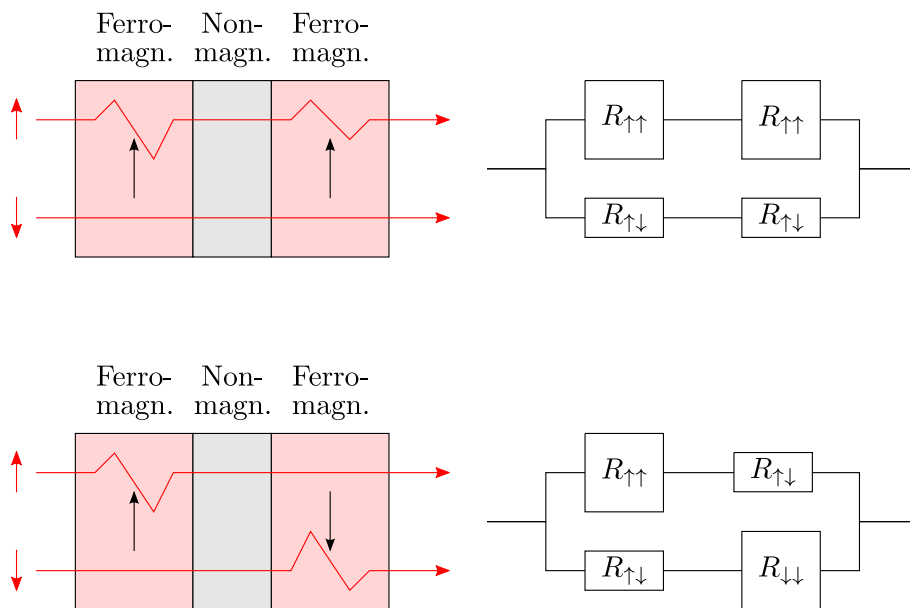 Ferro-
magn.
Non-
magn.
Ferro-
magn.
R↑↑
R↑↑
R↑↓
R↑↓
Ferro-
magn.
Non-
magn.
Ferro-
magn.
R↑↑
R↑↓
R↑↓
R↓↓